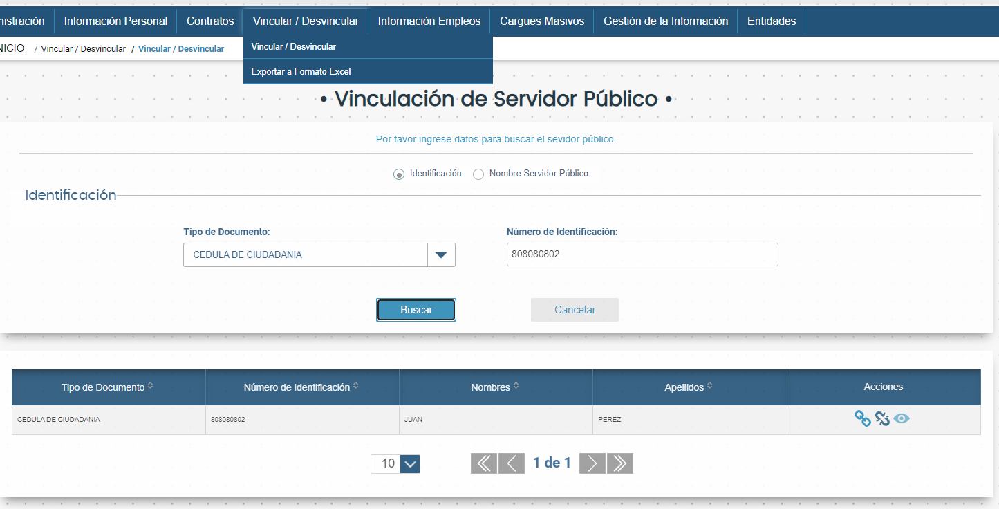 nistración Información Personal Contratos Vincular / Desvincular Información Empleos Cargues Masivos Gestión de la Información Entidades
NICIO / Vincular / Desvincular / Vincular / Desvincular
Vincular / Desvincular
Exportar a Formato Excel
• Vinculación de Servidor Público •
Por favor ingrese datos para buscar el sevidor público.
Identificación Nombre Servidor Público
Identificación
Tipo de Documento: Número de Identificación:
CEDULA DE CIUDADANIA 808080802
Buscar Cancelar
Tipo de Documento Número de Identificación Nombres Apellidos Acciones
CEDULA DE CIUDADANIA 808080802 JUAN PEREZ
10 1 de 1